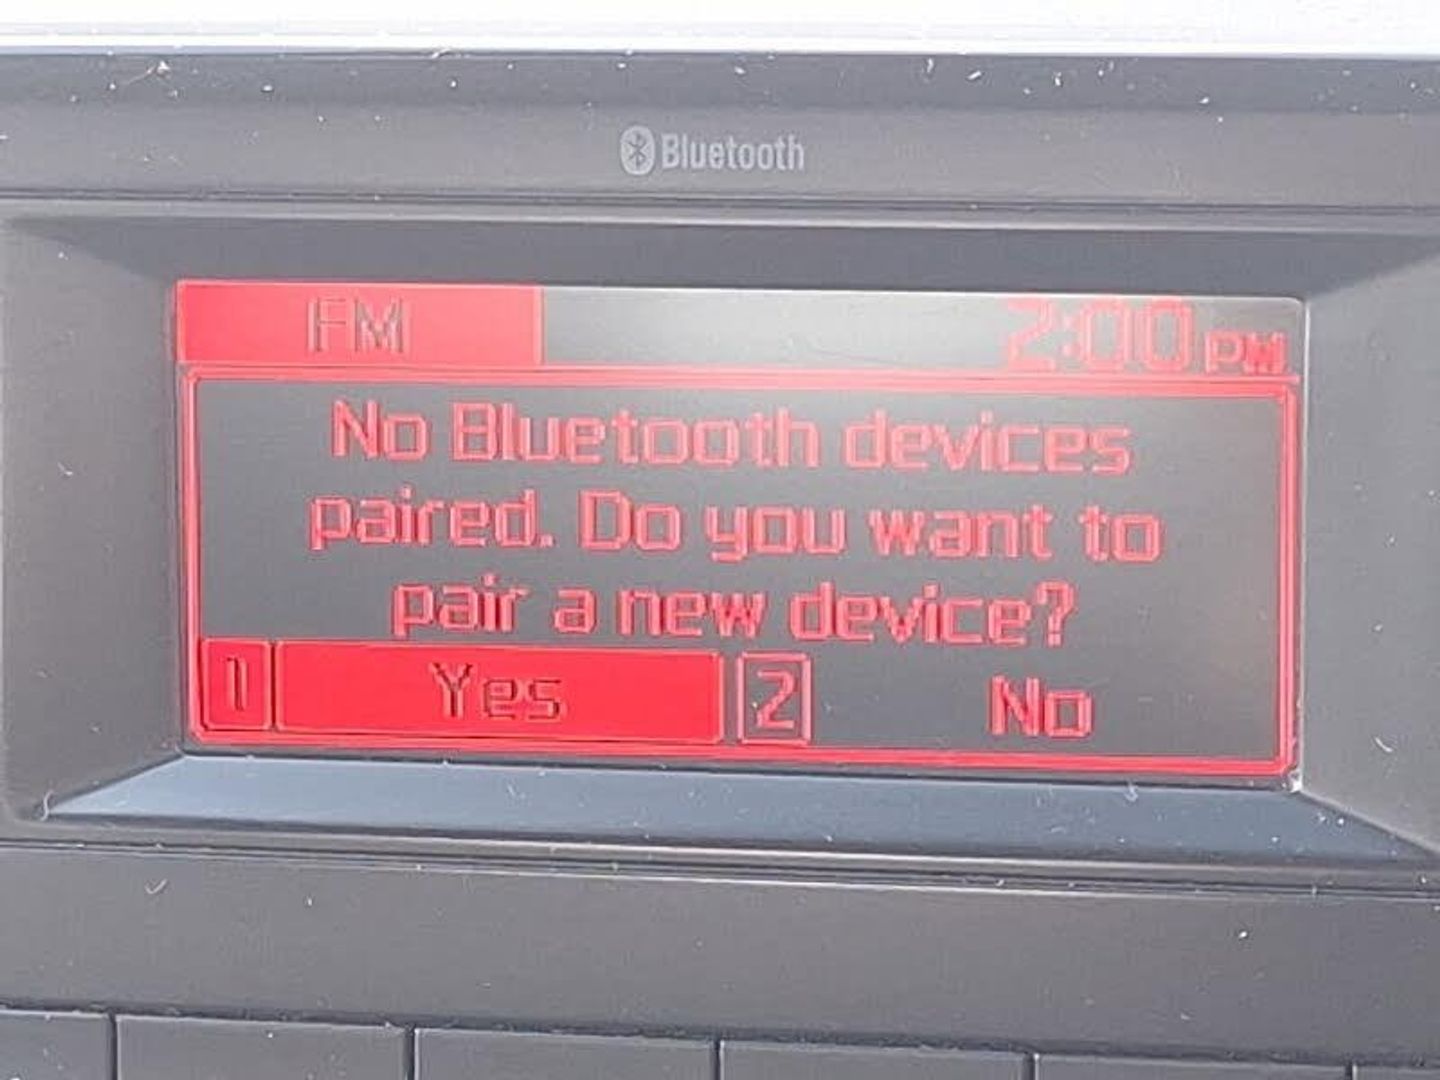 Bluetooth
FM 2:00 PM
No Bluetooth devices
paired. Do you want to
pair a new device?
1 Yes 2 No